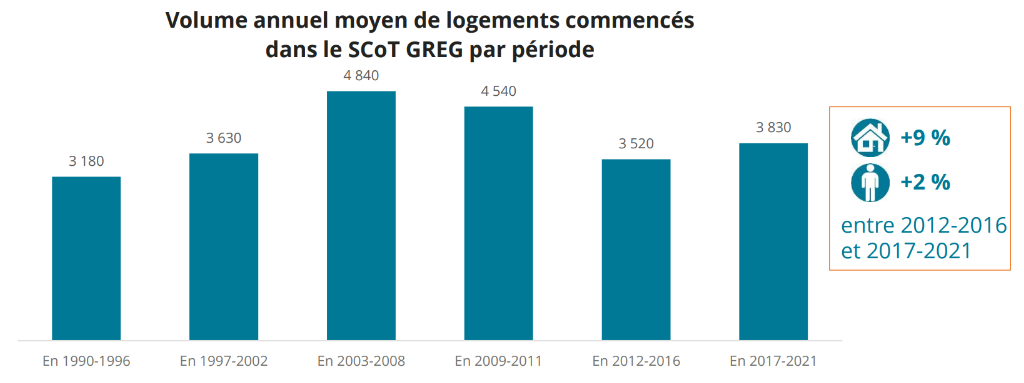 Volume annuel moyen de logements commencés
dans le SCoT GREG par période
4 840
4 540
3 830
3 630
3 520
3 180
+9 %
+2 %
entre 2012-2016
et 2017-2021
En 1990-1996
En 1997-2002
En 2003-2008
En 2009-2011
En 2012-2016
En 2017-2021